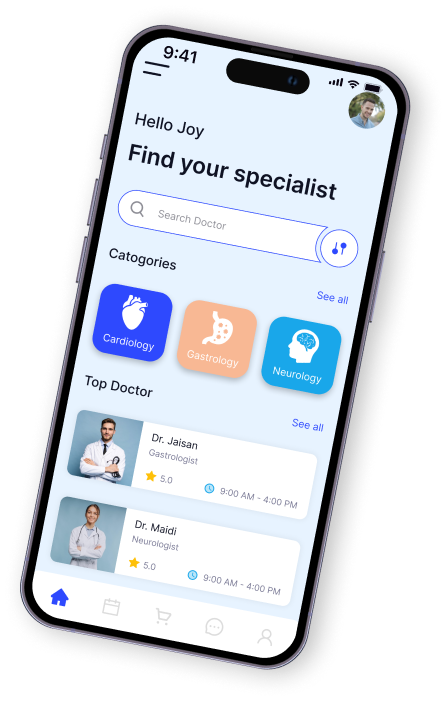 9:41
Hello Joy
Find your specialist
Search Doctor
Catogories
See all
Cardiology
Gastrology
Neurology
Top Doctor
See all
Dr. Jaisan
Gastrologist
5.0
9:00 AM - 4:00 PM
Dr. Maidi
Neurologist
5.0
9:00 AM - 4:00 PM